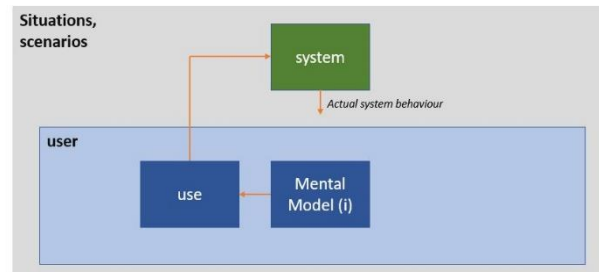 Situations,
scenarios
system
Actual system behaviour
user
use
Mental
Model (i)